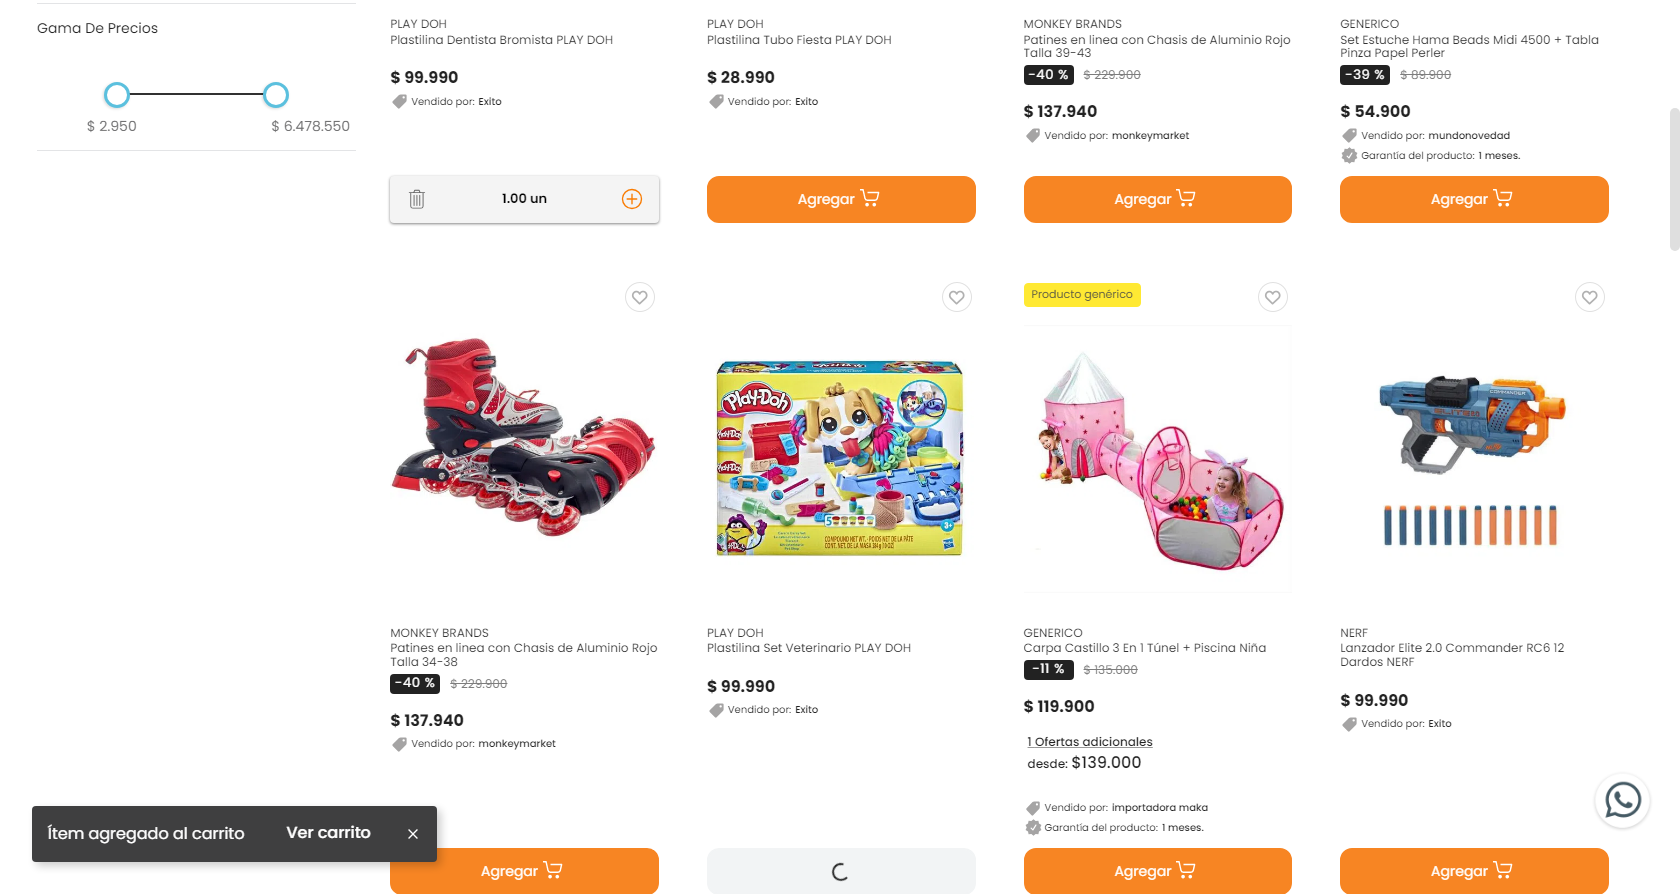 Gama De Precios
$ 2.950
$ 6.478.550
PLAY DOH
Plastilina Dentista Bromista PLAY DOH
$ 99.990
Vendido por: Exito
1.00 un
PLAY DOH
Plastilina Tubo Fiesta PLAY DOH
$ 28.990
Vendido por: Exito
Agregar
MONKEY BRANDS
Patines en linea con Chasis de Aluminio Rojo
Talla 39-43
-40 % $ 229.900
$ 137.940
Vendido por: monkeymarket
Agregar
GENERICO
Set Estuche Hama Beads Midi 4500 + Tabla
Pinza Papel Perler
-39 % $ 89.900
$ 54.900
Vendido por: mundonovedad
Garantía del producto: 1 meses.
Agregar
MONKEY BRANDS
Patines en linea con Chasis de Aluminio Rojo
Talla 34-38
-40 % $ 229.900
$ 137.940
Vendido por: monkeymarket
Agregar
Play-Doh
3+
PLAY DOH
Plastilina Set Veterinario PLAY DOH
$ 99.990
Vendido por: Exito
Producto genérico
GENERICO
Carpa Castillo 3 En 1 Túnel + Piscina Niña
-11 % $ 135.000
$ 119.900
1 Ofertas adicionales
desde: $139.000
Vendido por: importadora maka
Garantía del producto: 1 meses.
Agregar
COMMANDER
NERF
Lanzador Elite 2.0 Commander RC6 12
Dardos NERF
$ 99.990
Vendido por: Exito
Agregar
Ítem agregado al carrito Ver carrito